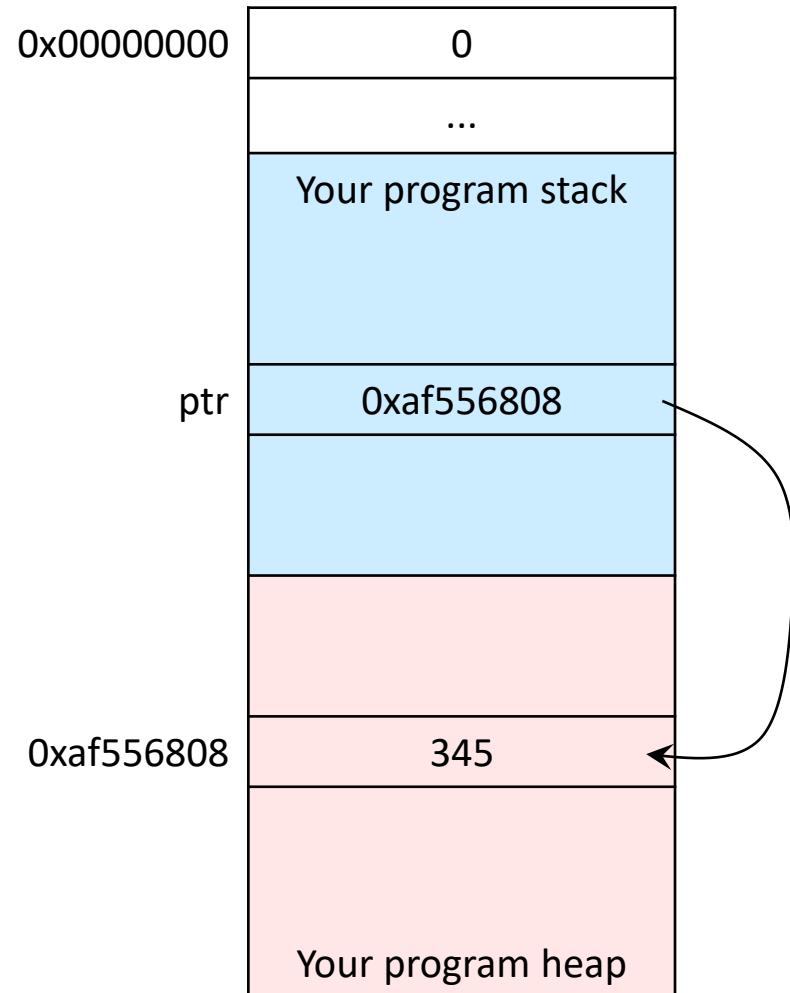 0x00000000 0
...
Your program stack
ptr 0xaf556808
0xaf556808 345
Your program heap